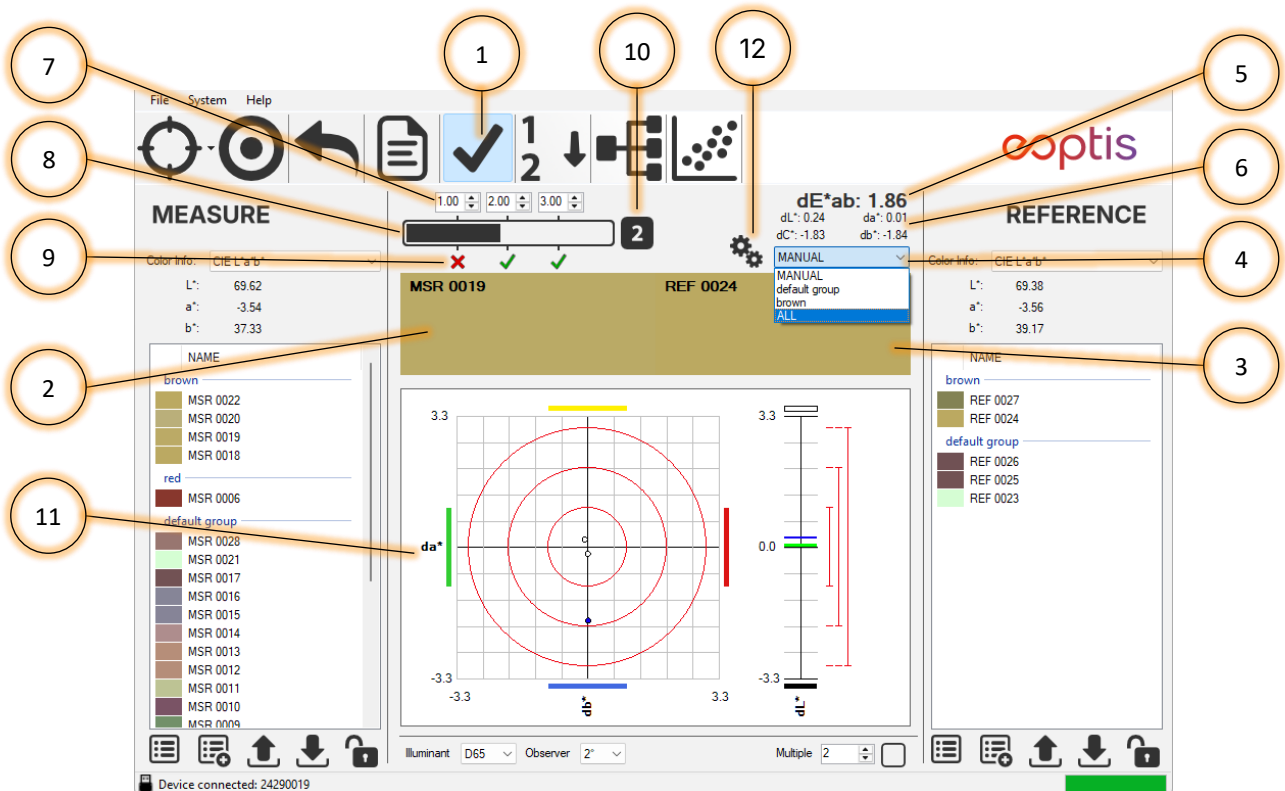 7
1
10
12
5
File System Help
1
2
eoptis
8
6
1.00 2.00 3.00
dE*ab: 1.86
MEASURE
dL*: 0.24 da*: 0.01
REFERENCE
2
dC*: -1.83 db*: -1.84
9
4
Color Info: CIE L*a*b*
MANUAL
Color Info: CIE L*a*b*
L*: 69.62
MANUAL
L*: 69.38
MSR 0019
REF 0024
default group
a*: -3.54
brown
a*: -3.56
ALL
b*: 37.33
b*: 39.17
NAME
NAME
3
2
brown
MSR 0022
MSR 0020
MSR 0019
MSR 0018
red
MSR 0006
default group
MSR 0028
MSR 0021
MSR 0017
MSR 0016
MSR 0015
MSR 0014
MSR 0013
MSR 0012
MSR 0011
MSR 0010
MSR 0009
11
3.3
da*
-3.3
-3.3
db*
3.3
3.3
0.0
-3.3
dL*
brown
REF 0027
REF 0024
default group
REF 0026
REF 0025
REF 0023
Illuminant D65 Observer 2° Multiple 2
Device connected: 24290019